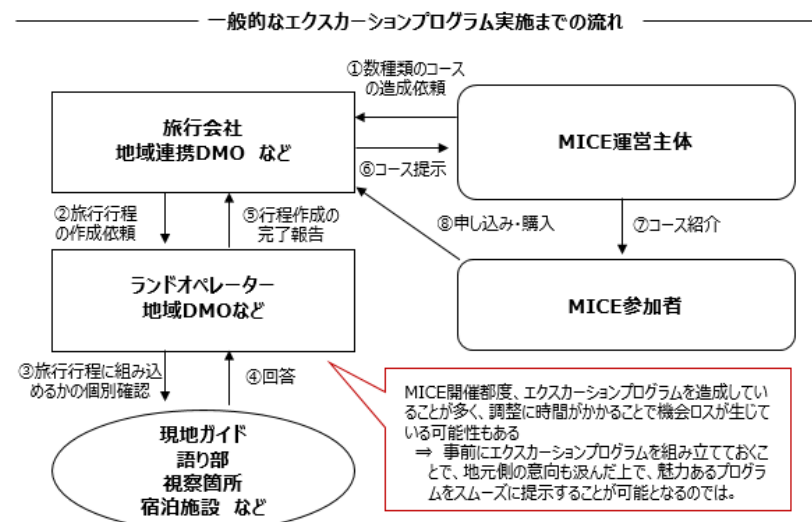 一般的なエクスカーションプログラム実施までの流れ
①数種類のコース
の造成依頼
旅行会社
地域連携DMO など
MICE運営主体
⑥コース提示
②旅行行程
の作成依頼
⑤行程作成の
完了報告
⑧申し込み・購入
⑦コース紹介
ランドオペレーター
地域DMOなど
MICE参加者
③旅行行程に組み込
めるかの個別確認
④回答
MICE開催都度、エクスカーションプログラムを造成してい
ることが多く、調整に時間がかかることで機会ロスが生じて
いる可能性もある
⇒ 事前にエクスカーションプログラムを組み立てておくこ
とで、地元側の意向も汲んだ上で、魅力あるプログラ
ムをスムーズに提示することが可能となるのでは。
現地ガイド
語り部
視察箇所
宿泊施設 など